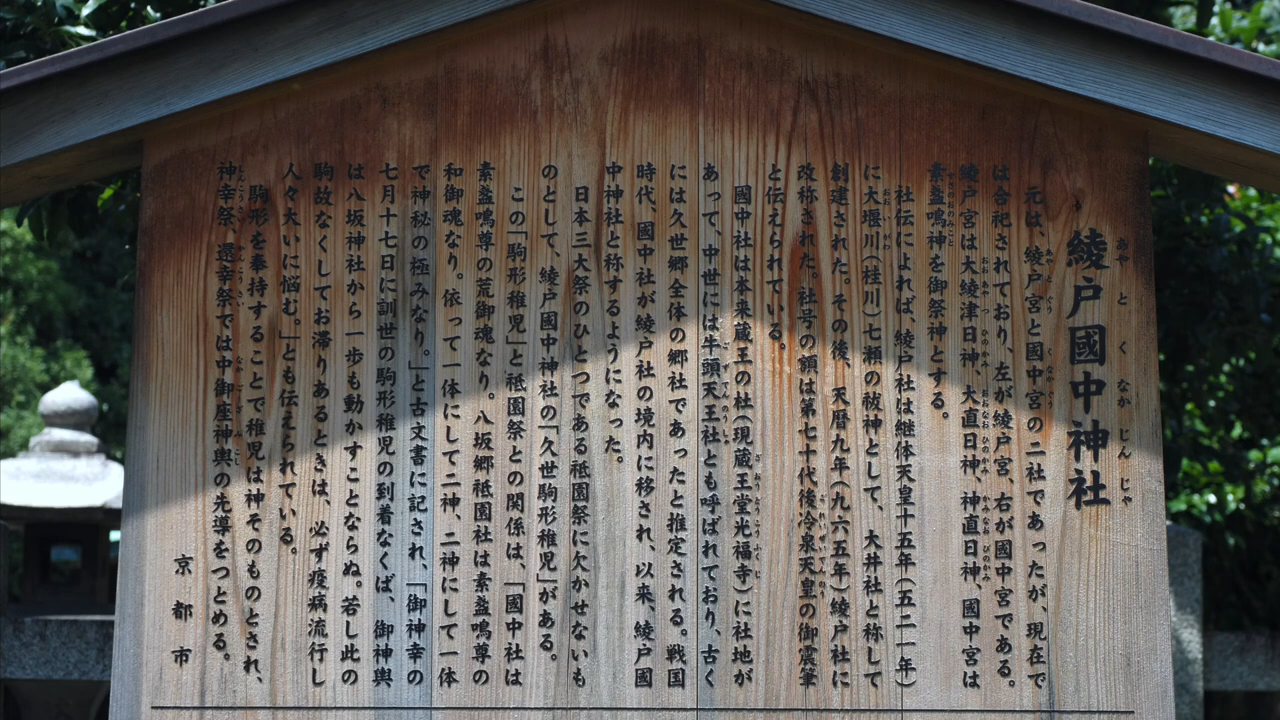 綾戸國中神社
元は、綾戸宮と國中宮の二社であったが、現在で
は合祀されており、左が綾戸宮、右が國中宮である。
綾戸宮は大綾津日神、大直日神、神直日神、國中宮は
素盞鳴神を御祭神とする。
社伝によれば、綾戸社は継体天皇十五年（五二一年）
に大堰川（桂川）七瀬の祓神として、大井社と称して
創建された。その後、天暦九年（九六五年）綾戸社に
改称された。社号の額は第七十代後冷泉天皇の御震筆
と伝えられている。
國中社は本来蔵王の杜（現蔵王堂光福寺）に社地が
あって、中世には牛頭天王社とも呼ばれており、古く
には久世郷全体の郷社であったと推定される。戦国
時代、國中社が綾戸社の境内に移され、以来、綾戸國
中神社と称するようになった。
日本三大祭のひとつである祇園祭に欠かせないも
のとして、綾戸國中神社の「久世駒形稚児」がある。
この「駒形稚児」と祇園祭との関係は、「國中社は
素盞鳴尊の荒御魂なり。八坂郷祇園社は素盞鳴尊の
和御魂なり。依って一体にして二神、二神にして一体
で神秘の極みなり。」と古文書に記され、「御神幸の
七月十七日に訓世の駒形稚児の到着なくば、御神輿
は八坂神社から一歩も動かすことならぬ。若し此の
駒故なくしてお滞りあるときは、必ず疫病流行し
人々大いに悩む。」とも伝えられている。
駒形を奉持することで稚児は神そのものとされ、
神幸祭、還幸祭では中御座神輿の先導をつとめる。
京都市